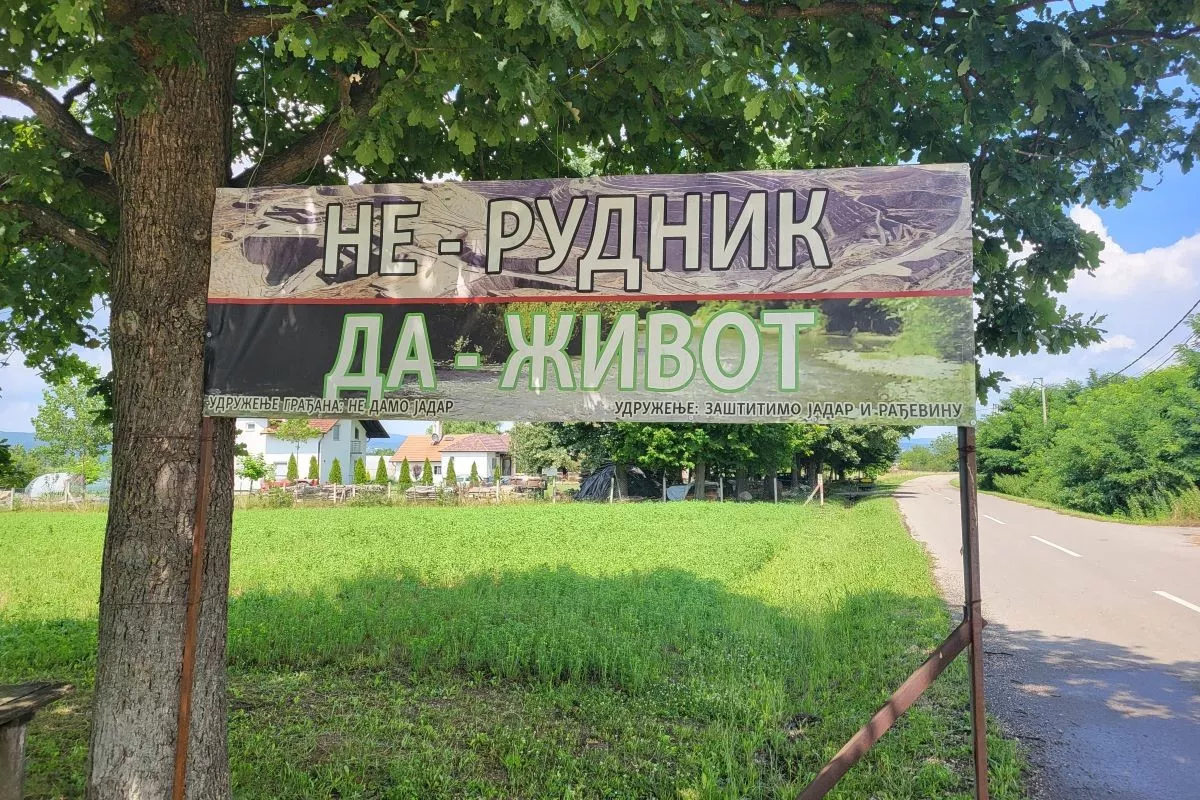 НЕ - РУДНИК
ДА - ЖИВОТ
УДРУЖЕЊЕ ГРАЂАНА: НЕ ДАМО ЈАДАР
УДРУЖЕЊЕ: ЗАШТИТИМО ЈАДАР И РАЂЕВИНУ